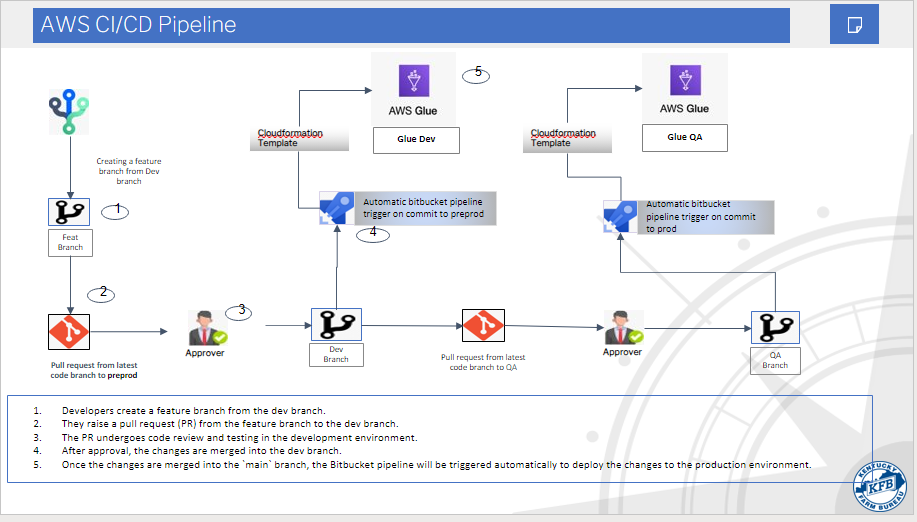 AWS CI/CD Pipeline
5
AWS Glue
Glue Dev
AWS Glue
Glue QA
Cloudformation
Template
Cloudformation
Template
Creating a feature
branch from Dev
branch
1
Feat
Branch
Automatic bitbucket pipeline
trigger on commit to preprod
4
Automatic bitbucket
pipeline trigger on commit
to prod
2
3
Approver
Pull request from latest
code branch to preprod
Dev
Branch
Pull request from latest
code branch to QA
Approver
QA
Branch
1. Developers create a feature branch from the dev branch.
2. They raise a pull request (PR) from the feature branch to the dev branch.
3. The PR undergoes code review and testing in the development environment.
4. After approval, the changes are merged into the dev branch.
5. Once the changes are merged into the `main` branch, the Bitbucket pipeline will be triggered automatically to deploy the changes to the production environment.
KENTUCKY
KFB
FARM BUREAU